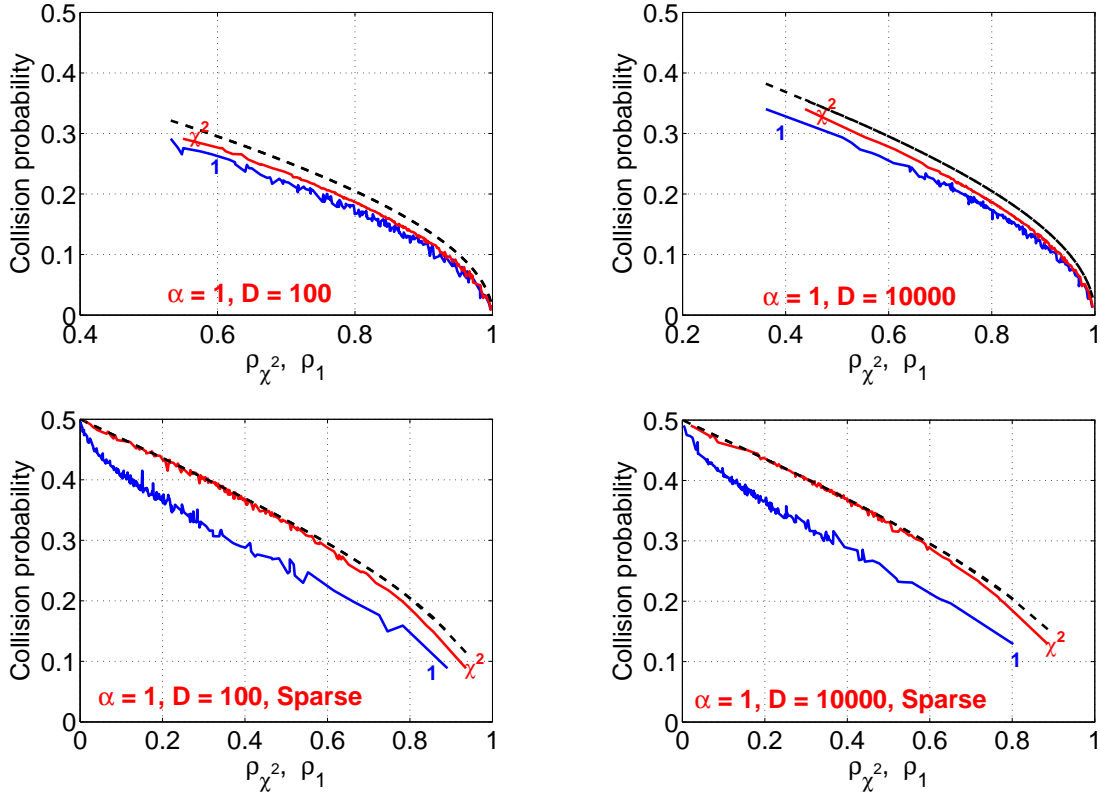 0.5
0.4
0.3
0.2
0.1
0
Collision probability
χ²
1
α = 1, D = 100
0.4 0.6 0.8 1
ρχ², ρ1
0.5
0.4
0.3
0.2
0.1
0
Collision probability
χ²
1
α = 1, D = 10000
0.2 0.4 0.6 0.8 1
ρχ², ρ1
0.5
0.4
0.3
0.2
0.1
0
Collision probability
1
χ²
α = 1, D = 100, Sparse
0 0.2 0.4 0.6 0.8 1
ρχ², ρ1
0.5
0.4
0.3
0.2
0.1
0
Collision probability
1
χ²
α = 1, D = 10000, Sparse
0 0.2 0.4 0.6 0.8 1
ρχ², ρ1